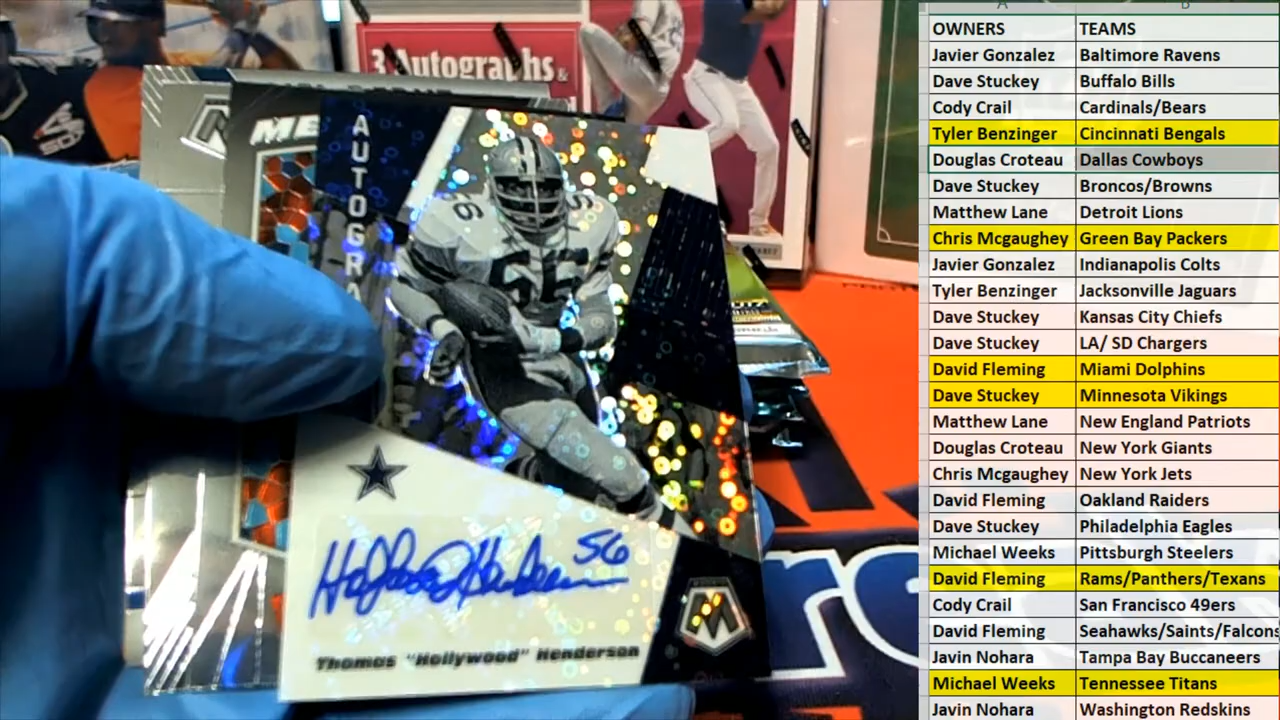 3 Autographs &
ME
AUTOGRA
56
55
Hollywood Henderson 56
Thomas "Hollywood" Henderson
M
A
B
OWNERS TEAMS
Javier Gonzalez Baltimore Ravens
Dave Stuckey Buffalo Bills
Cody Crail Cardinals/Bears
Tyler Benzinger Cincinnati Bengals
Douglas Croteau Dallas Cowboys
Dave Stuckey Broncos/Browns
Matthew Lane Detroit Lions
Chris Mcgaughey Green Bay Packers
Javier Gonzalez Indianapolis Colts
Tyler Benzinger Jacksonville Jaguars
Dave Stuckey Kansas City Chiefs
Dave Stuckey LA/ SD Chargers
David Fleming Miami Dolphins
Dave Stuckey Minnesota Vikings
Matthew Lane New England Patriots
Douglas Croteau New York Giants
Chris Mcgaughey New York Jets
David Fleming Oakland Raiders
Dave Stuckey Philadelphia Eagles
Michael Weeks Pittsburgh Steelers
David Fleming Rams/Panthers/Texans
Cody Crail San Francisco 49ers
David Fleming Seahawks/Saints/Falcons
Javin Nohara Tampa Bay Buccaneers
Michael Weeks Tennessee Titans
Javin Nohara Washington Redskins